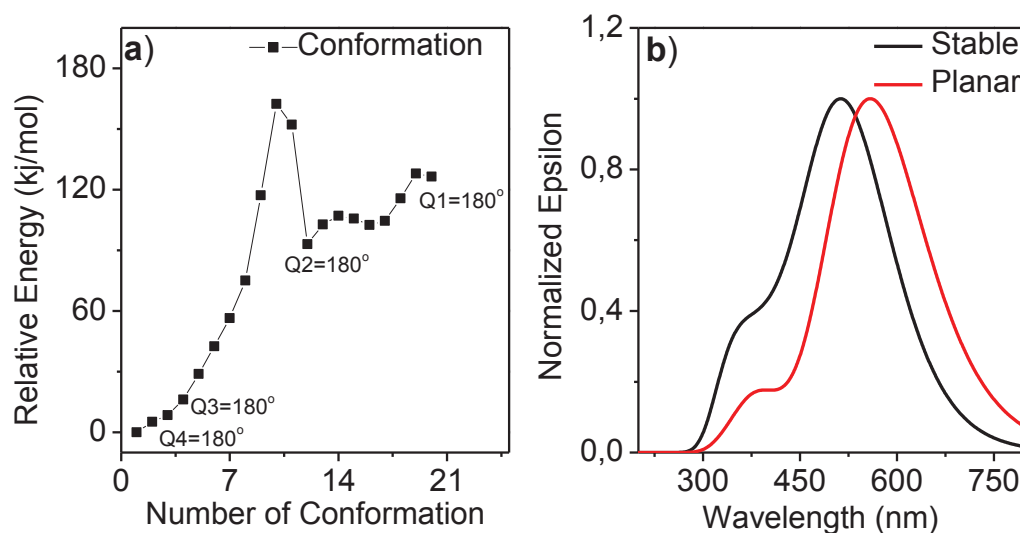 a)
Conformation
180
120
60
0
Relative Energy (kj/mol)
Q1=180°
Q2=180°
Q3=180°
Q4=180°
0
7
14
21
Number of Conformation
b)
Stable
Planar
1,2
0,8
0,4
0,0
Normalized Epsilon
300
450
600
750
Wavelength (nm)